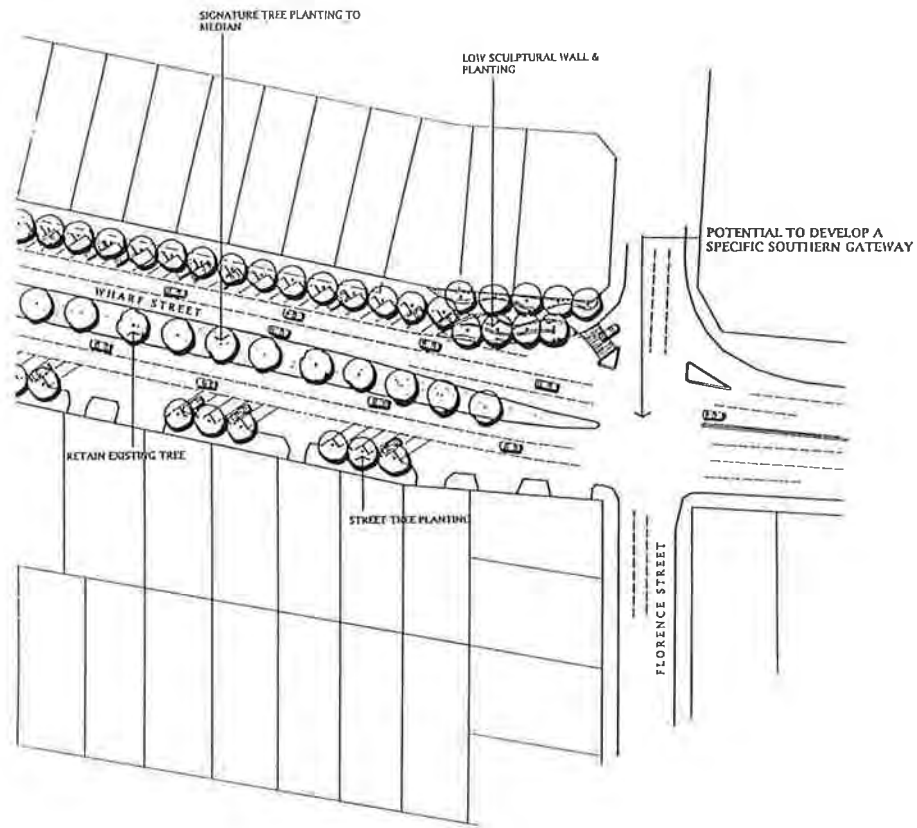 SIGNATURE TREE PLANTING TO
MEDIAN
LOW SCULPTURAL WALL &
PLANTING
POTENTIAL TO DEVELOP A
SPECIFIC SOUTHERN GATEWAY
WHARF STREET
RETAIN EXISTING TREE
STREET TREE PLANTING
FLORENCE STREET